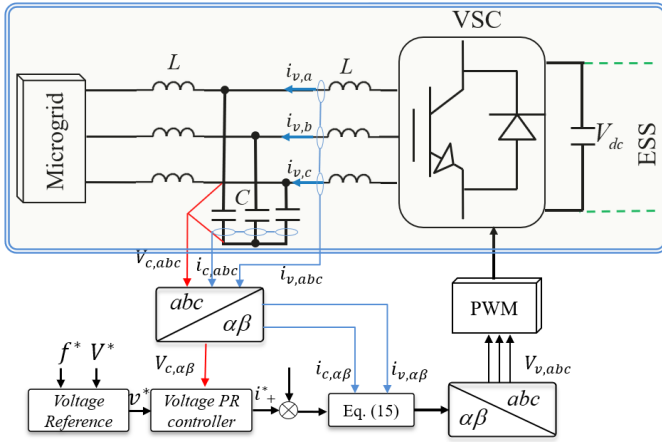 VSC
L
i_{v,a}
L
i_{v,b}
i_{v,c}
Microgrid
C
V_{dc}
ESS
V_{c,abc}
i_{c,abc}
i_{v,abc}
abc
αβ
PWM
f^* V^*
V_{c,αβ}
i_{c,αβ}
i_{v,αβ}
V_{v,abc}
Voltage
Reference
v^*
Voltage PR
controller
i^*_+
Eq. (15)
abc
αβ